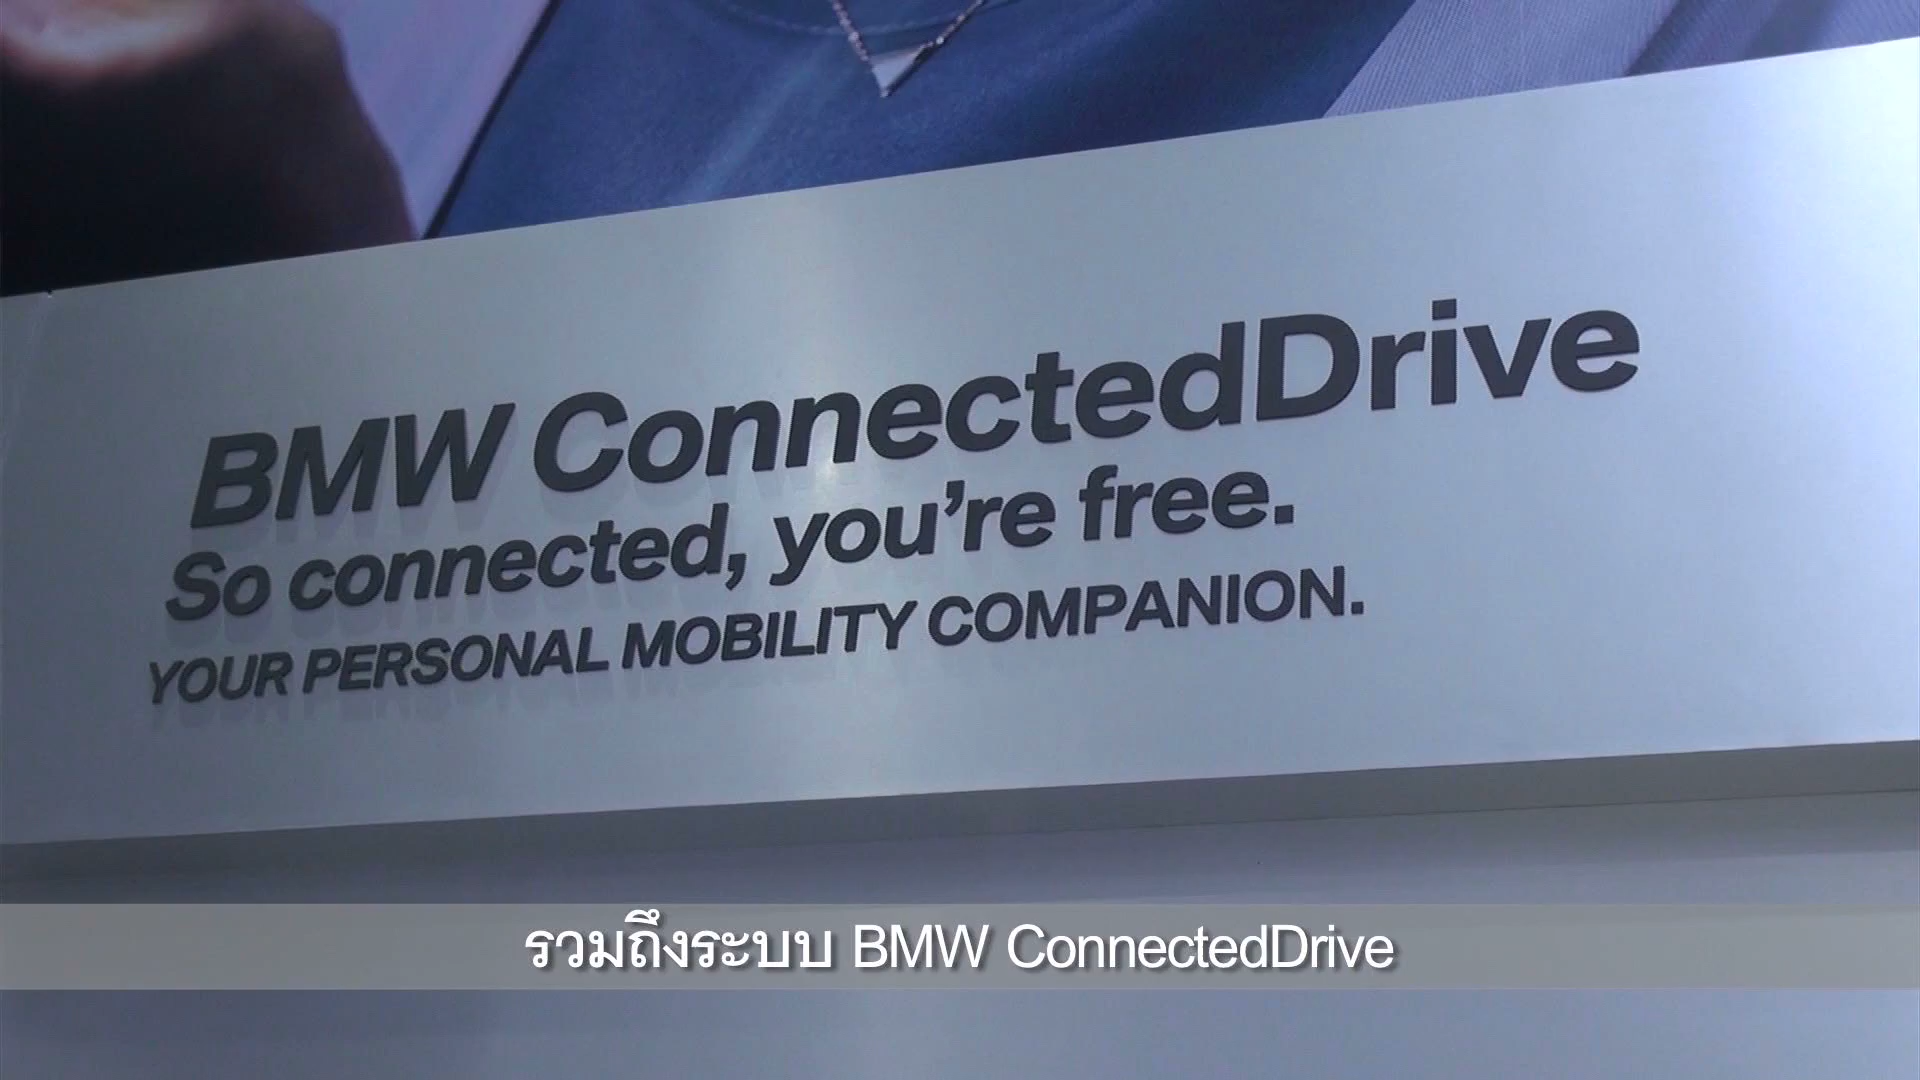 BMW ConnectedDrive
So connected, you're free.
YOUR PERSONAL MOBILITY COMPANION.
รวมถึงระบบ BMW ConnectedDrive